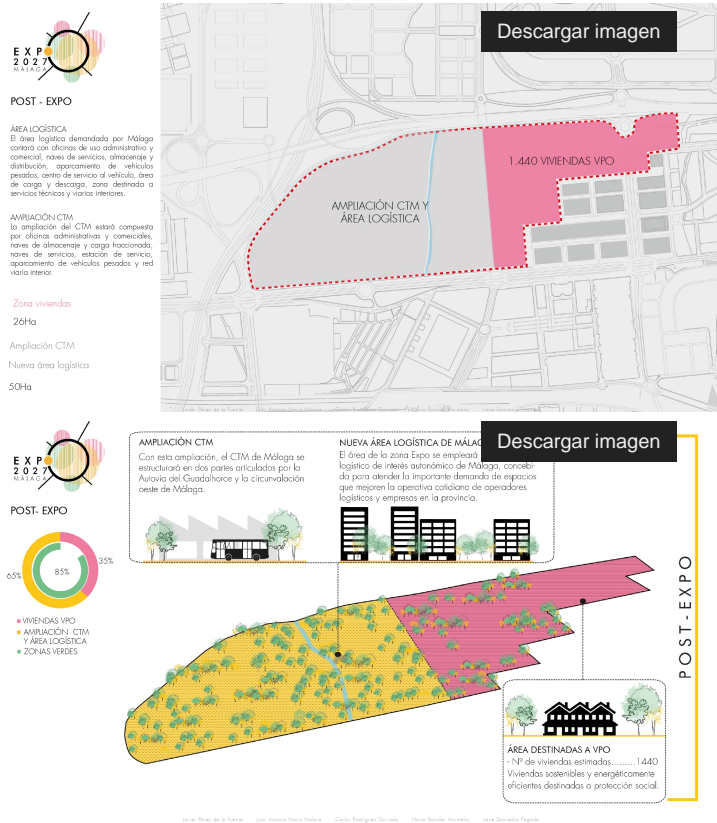 Descargar imagen
EXPO
2027
MÁLAGA
POST - EXPO
ÁREA LOGÍSTICA
El área logística demandada por Málaga
contará con oficinas de uso administrativo y
comercial, naves de servicios, almacenaje y
distribución, aparcamiento de vehículos
pesados, centro de servicio al vehículo, área
de carga y descarga, zona destinada a
servicios técnicos y viarios interiores.
AMPLIACIÓN CTM
La ampliación del CTM estará compuesta
por oficinas administrativas y comerciales,
naves de almacenaje y carga fraccionada,
naves de servicios, estación de servicio,
aparcamiento de vehículos pesados y red
viaria interior.
Zona viviendas
26Ha
Ampliación CTM
Nueva área logística
50Ha
1.440 VIVIENDAS VPO
AMPLIACIÓN CTM Y
ÁREA LOGÍSTICA
Descargar imagen
EXPO
2027
MÁLAGA
POST- EXPO
35%
65%
85%
VIVIENDAS VPO
AMPLIACIÓN CTM
Y ÁREA LOGÍSTICA
ZONAS VERDES
AMPLIACIÓN CTM
Con esta ampliación, el CTM de Málaga se
estructurará en dos partes articulados por la
Autovía del Guadalhorce y la circunvalación
oeste de Málaga.
NUEVA ÁREA LOGÍSTICA DE MÁLAG
El área de la zona Expo se empleará
logístico de interés autonómico de Málaga, concebi-
do para atender la importante demanda de espacios
que mejoren la operativa cotidiana de operadores
logísticos y empresas en la provincia.
POST-EXPO
ÁREA DESTINADAS A VPO
- Nº de viviendas estimadas.........1440
Viviendas sostenibles y energéticamente
eficientes destinadas a protección social.
Javier Pérez de la Fuente